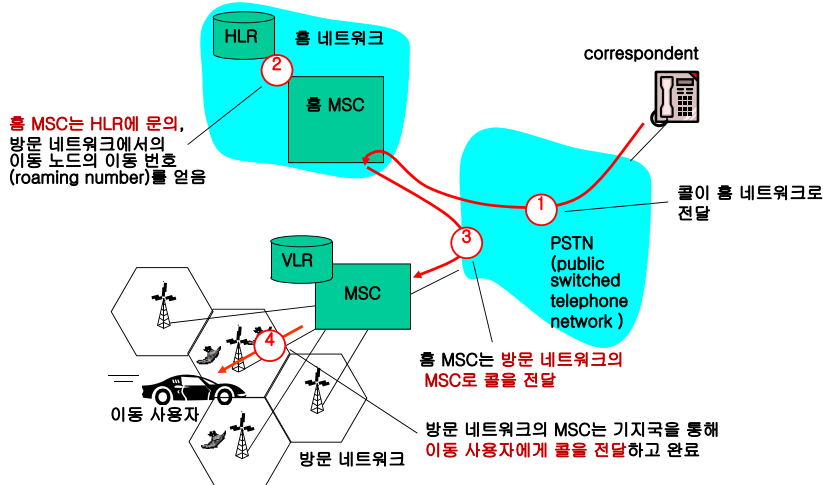 HLR
홈 네트워크
2
correspondent
홈 MSC
홈 MSC는 HLR에 문의,
방문 네트워크에서의
이동 노드의 이동 번호
(roaming number)를 얻음
1
콜이 홈 네트워크로
전달
3
PSTN
(public
switched
telephone
network )
VLR
MSC
4
홈 MSC는 방문 네트워크의
MSC로 콜을 전달
이동 사용자
방문 네트워크의 MSC는 기지국을 통해
이동 사용자에게 콜을 전달하고 완료
방문 네트워크